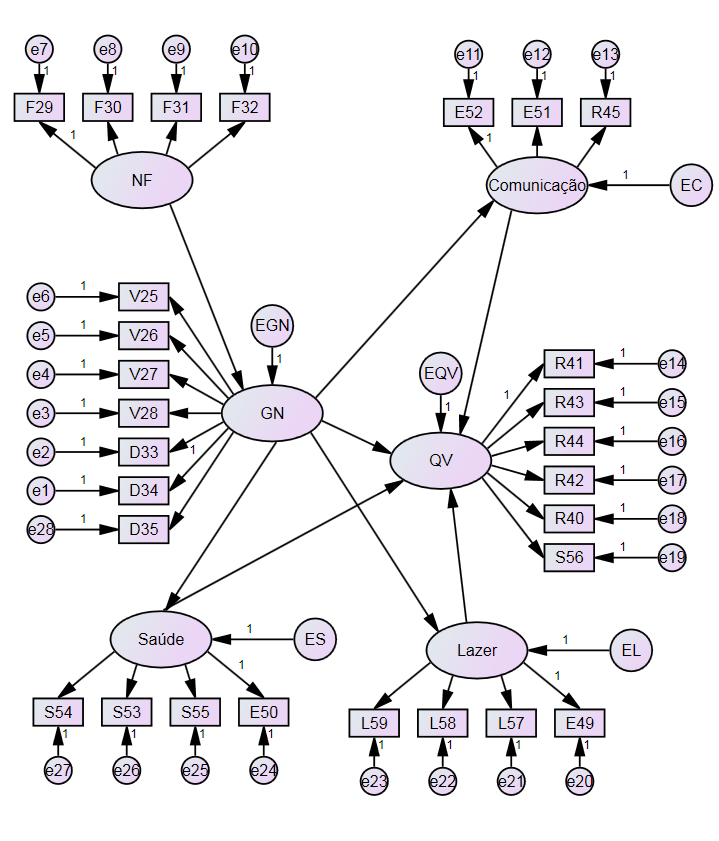 e7 e8 e9 e10
1 1 1 1
F29 F30 F31 F32
1
NF
e11 e12 e13
1 1 1
E52 E51 R45
1
Comunicação 1 EC
e6 1 V25
e5 1 V26
e4 1 V27
e3 1 V28
e2 1 D33 1
e1 1 D34
e28 1 D35
EGN
1
GN
EQV
1
QV
1 R41 1 e14
R43 1 e15
R44 1 e16
R42 1 e17
R40 1 e18
S56 1 e19
Saúde 1 ES
1
S54 S53 S55 E50
1 1 1 1
e27 e26 e25 e24
Lazer 1 EL
1
L59 L58 L57 E49
1 1 1 1
e23 e22 e21 e20